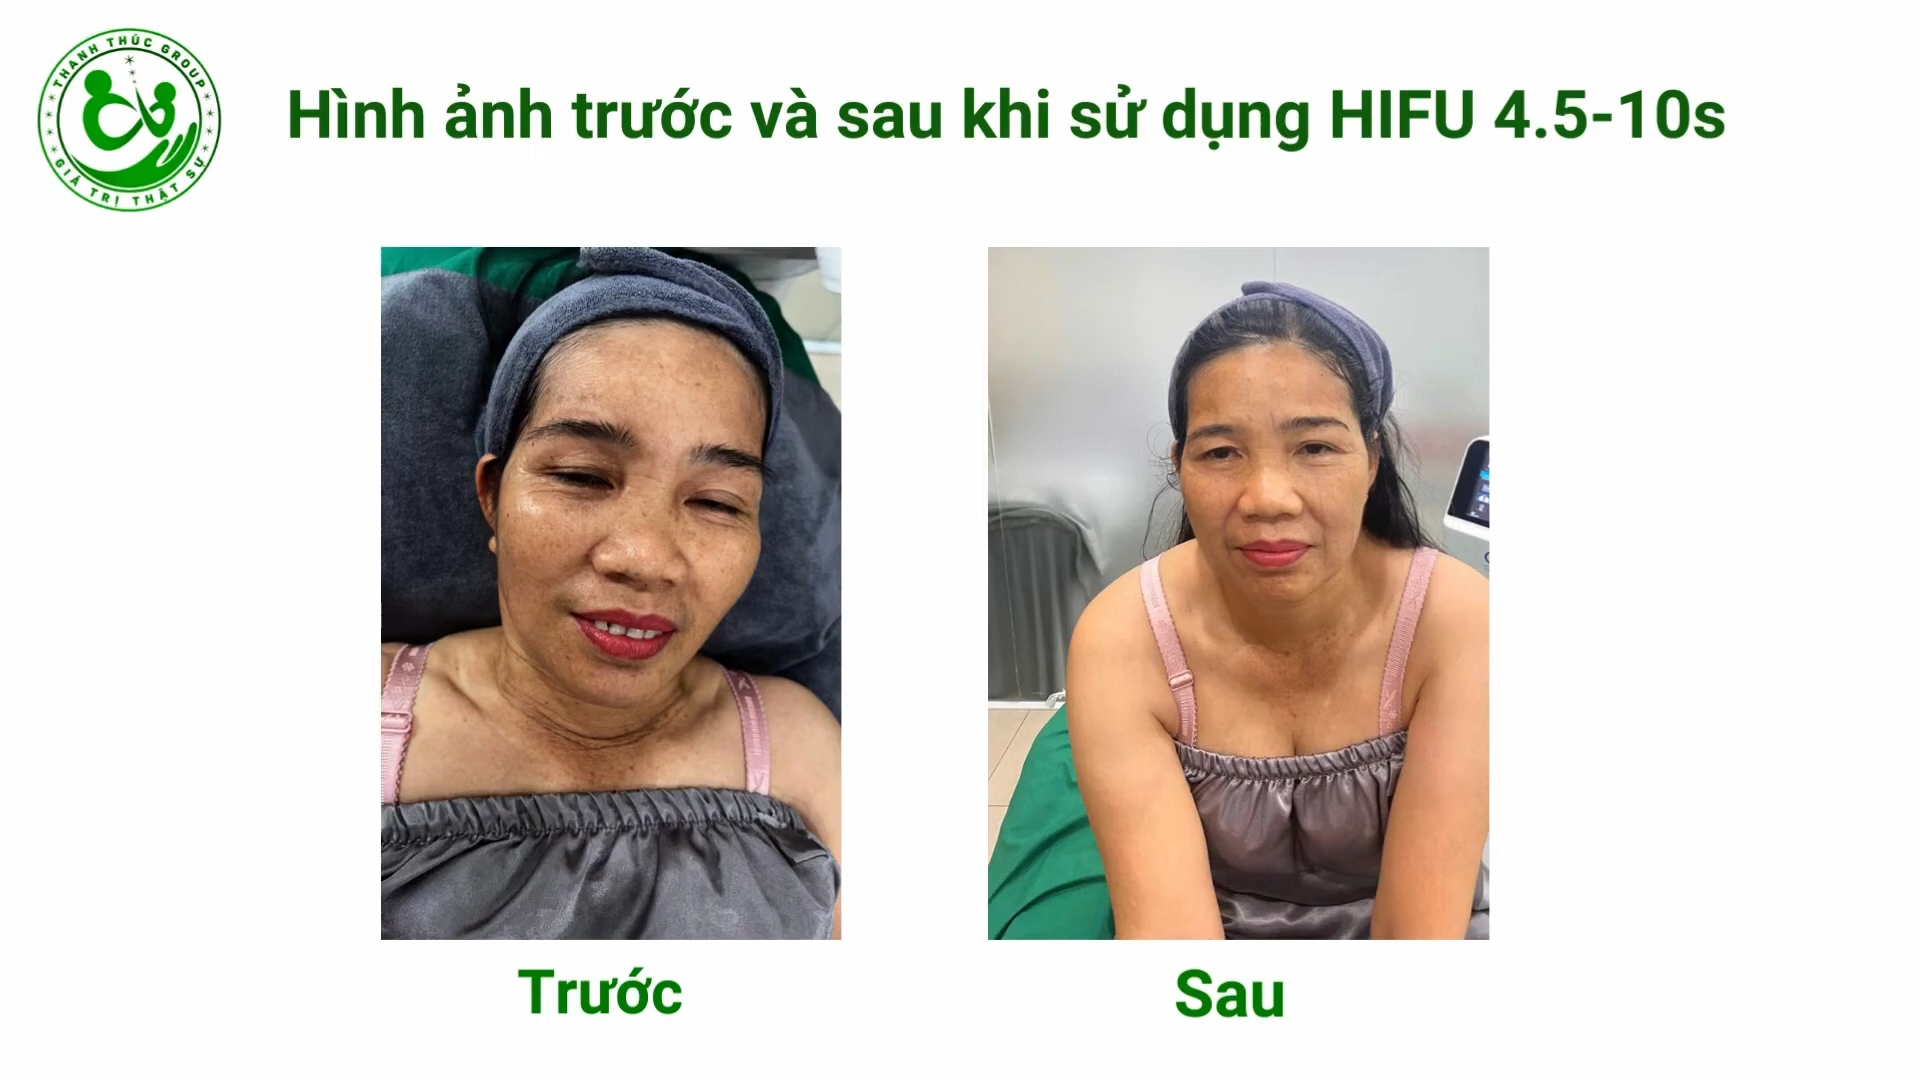 THANH THỨC GROUP
GIÁ TRỊ THẬT SỰ
Hình ảnh trước và sau khi sử dụng HIFU 4.5-10s
Trước
Sau